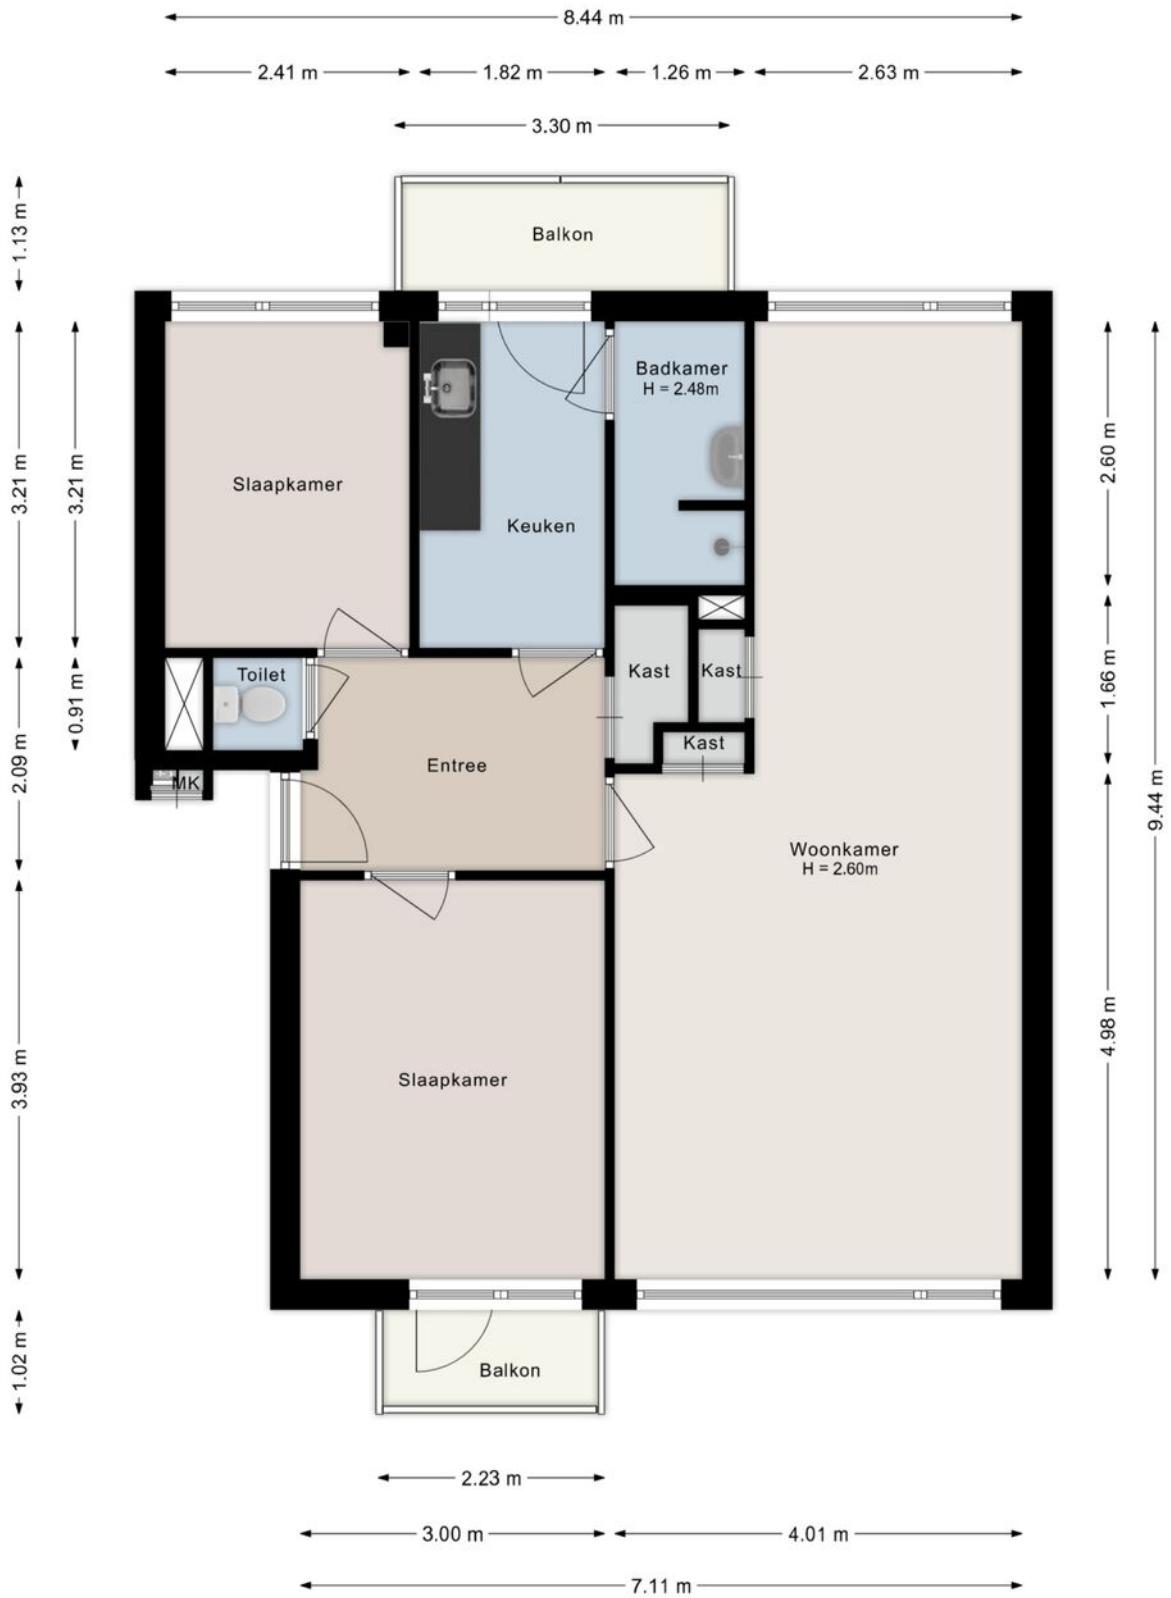 8.44 m
2.41 m
1.82 m
1.26 m
2.63 m
3.30 m
1.13 m
Balkon
Badkamer
H = 2.48m
2.60 m
3.21 m
3.21 m
Slaapkamer
Keuken
Toilet
Kast
Kast
1.66 m
0.91 m
Kast
2.09 m
MK
Entree
9.44 m
Woonkamer
H = 2.60m
4.98 m
3.93 m
Slaapkamer
1.02 m
Balkon
2.23 m
3.00 m
4.01 m
7.11 m